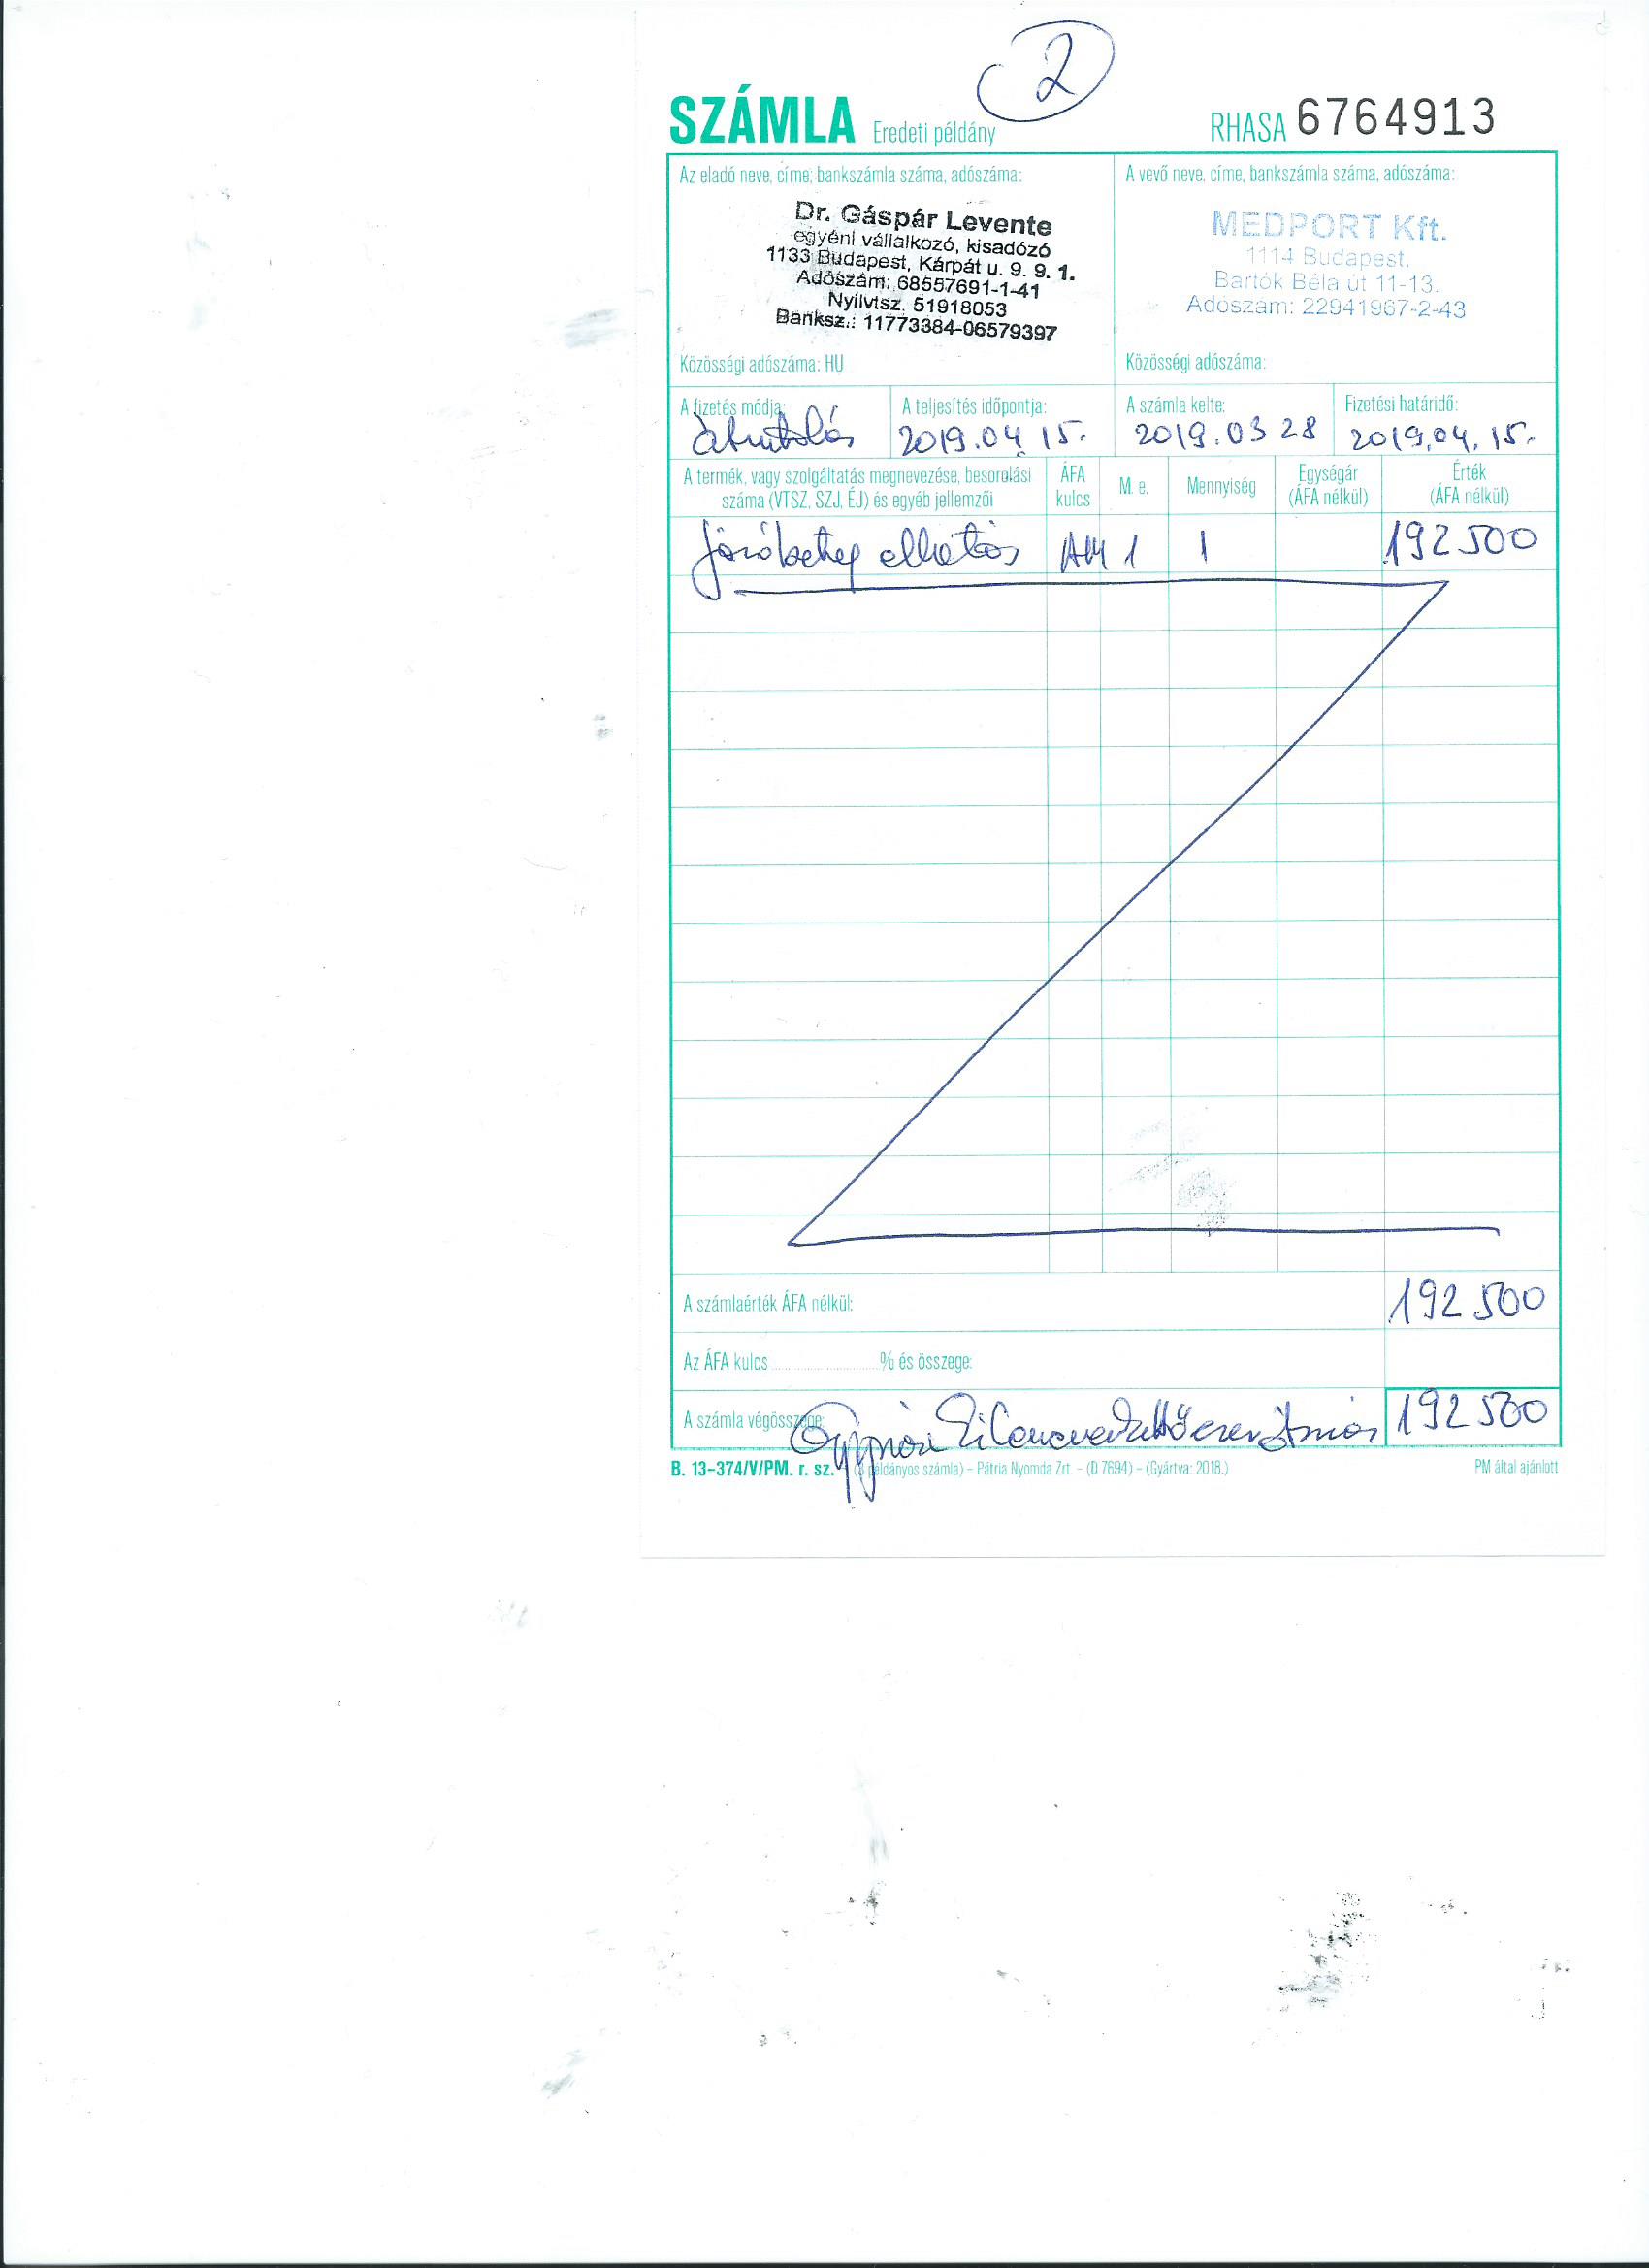 2
SZÁMLA Eredeti példány
RHASA 6764913
Az eladó neve, címe, bankszámla száma, adószáma:
Dr. Gáspár Levente
egyéni vállalkozó, kisadózó
1133 Budapest, Kárpát u. 9. 9. 1.
Adószám: 68557691-1-41
Nyilvtsz. 51918053
Banksz.: 11773384-06579397
Közösségi adószáma: HU
A vevő neve, címe, bankszámla száma, adószáma:
MEDPORT Kft.
1114 Budapest,
Bartók Béla út 11-13.
Adószám: 22941967-2-43
Közösségi adószáma:
A fizetés módja: átutalás
A teljesítés időpontja: 2019.04.15.
A számla kelte: 2019.03 28
Fizetési határidő: 2019.04.15.
A termék, vagy szolgáltatás megnevezése, besorolási száma (VTSZ, SZJ, ÉJ) és egyéb jellemzői
ÁFA kulcs
M. e.
Mennyiség
Egységár (ÁFA nélkül)
Érték (ÁFA nélkül)
járóbeteg ellátás AM 1 1 192 500
A számlaérték ÁFA nélkül: 192 500
Az ÁFA kulcs ........................% és összege:
A számla végösszege: 192 500
B. 13-374/V/PM. r. sz. példányos számla) – Pátria Nyomda Zrt. – (D 7694) – (Gyártva: 2018.)
PM által ajánlott